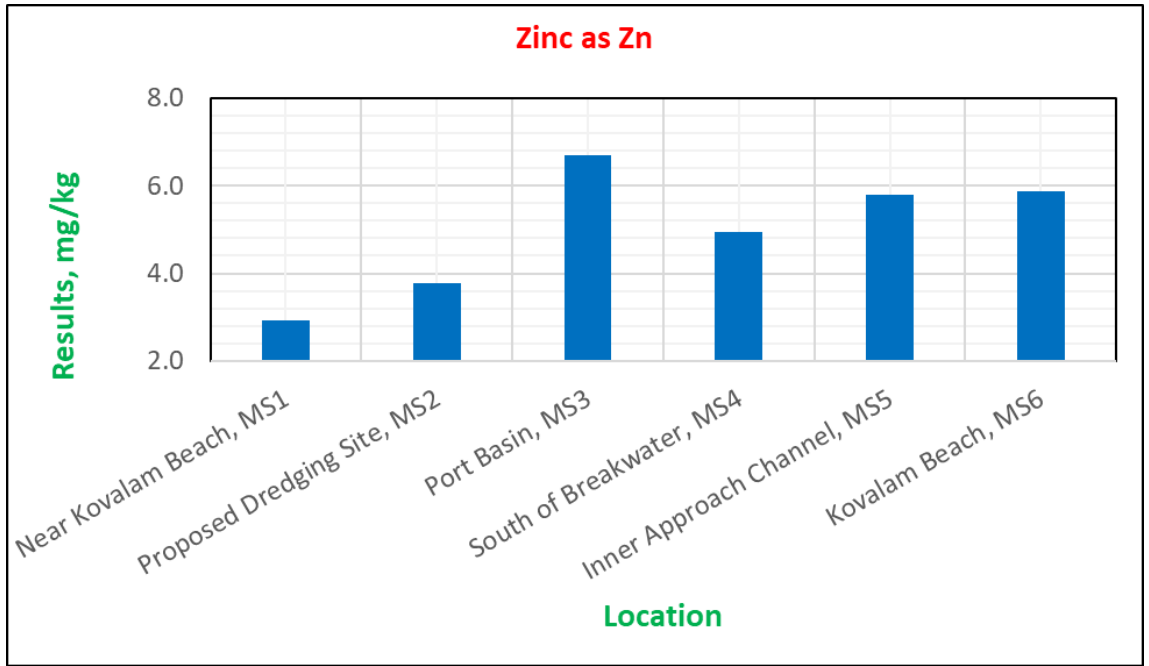 Zinc as Zn
Results, mg/kg
8.0
6.0
4.0
2.0
Near Kovalam Beach, MS1
Proposed Dredging Site, MS2
Port Basin, MS3
South of Breakwater, MS4
Inner Approach Channel, MS5
Kovalam Beach, MS6
Location